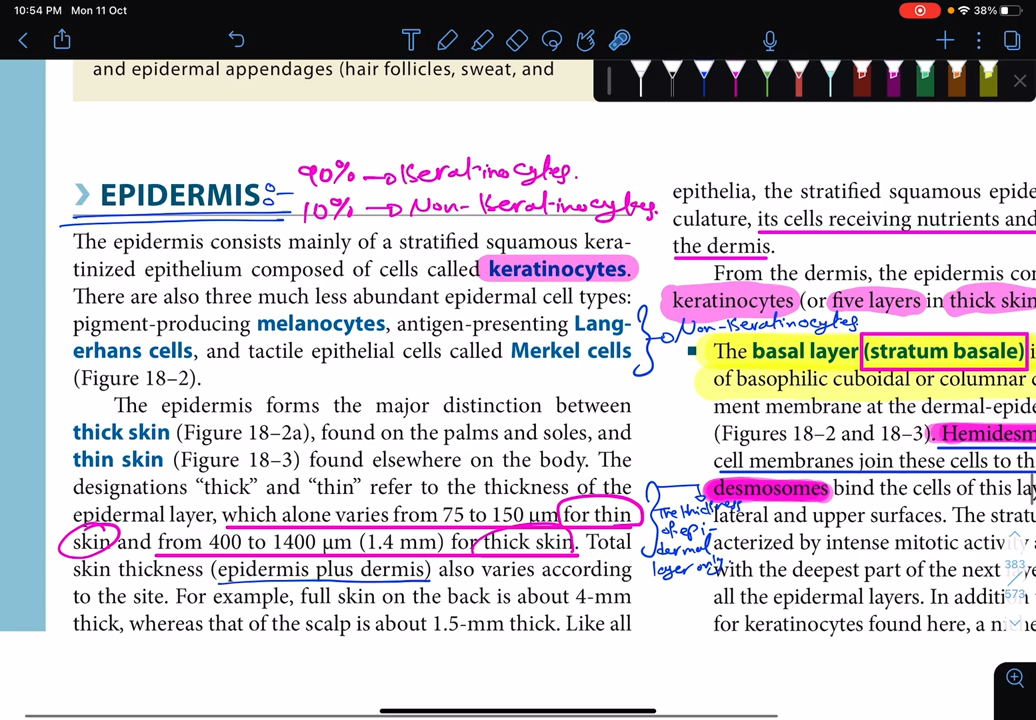 10:54 PM Mon 11 Oct
38%
and epidermal appendages (hair follicles, sweat, and
90% → Keratinocytes.
EPIDMERMIS
10% → Non-Keratinocytes.
The epidermis consists mainly of a stratified squamous kera-
tinized epithelium composed of cells called keratinocytes.
There are also three much less abundant epidermal cell types:
pigment-producing melanocytes, antigen-presenting Lang-
erhans cells, and tactile epithelial cells called Merkel cells
(Figure 18–2).
Non-Keratinocytes
The epidermis forms the major distinction between
thick skin (Figure 18–2a), found on the palms and soles, and
thin skin (Figure 18–3) found elsewhere on the body. The
designations “thick” and “thin” refer to the thickness of the
epidermal layer, which alone varies from 75 to 150 μm for thin
skin and from 400 to 1400 μm (1.4 mm) for thick skin. Total
skin thickness (epidermis plus dermis) also varies according
to the site. For example, full skin on the back is about 4-mm
thick, whereas that of the scalp is about 1.5-mm thick. Like all
The thickness
of epi-
dermal
layer only.
epithelia, the stratified squamous epide
culature, its cells receiving nutrients and
the dermis.
From the dermis, the epidermis con
keratinocytes (or five layers in thick skin
The basal layer (stratum basale) i
of basophilic cuboidal or columnar c
ment membrane at the dermal-epide
(Figures 18–2 and 18–3). Hemidesm
cell membranes join these cells to th
desmosomes bind the cells of this lay
lateral and upper surfaces. The stratu
acterized by intense mitotic activ
with the deepest part of the next
all the epidermal layers. In additi
for keratinocytes found here, a n
383
573